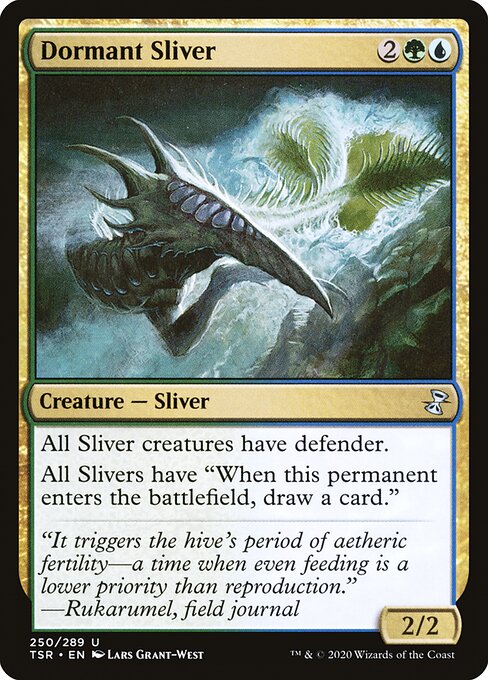 Dormant Sliver 2
Creature — Sliver
All Sliver creatures have defender.
All Slivers have “When this permanent
enters the battlefield, draw a card.”
“It triggers the hive’s period of aetheric
fertility—a time when even feeding is a
lower priority than reproduction.”
—Rukarumel, field journal
2/2
250/289 U
TSR • EN Lars Grant-West ™ & © 2020 Wizards of the Coast